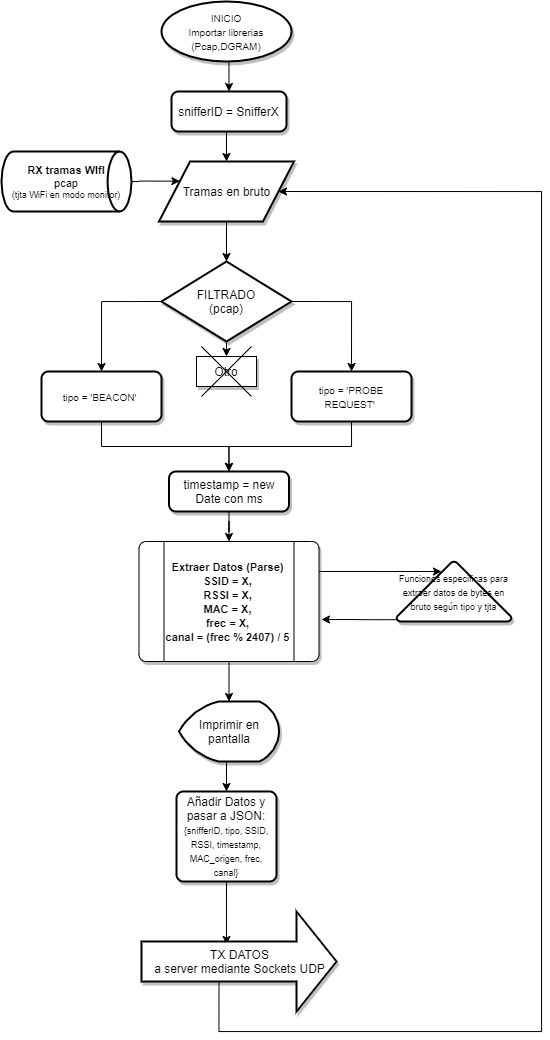 INICIO
Importar librerias
(Pcap,DGRAM)
snifferID = SnifferX
RX tramas WIfI
pcap
(tjta WiFi en modo monitor)
Tramas en bruto
FILTRADO
(pcap)
Otro
tipo = 'BEACON'
tipo = 'PROBE
REQUEST'
timestamp = new
Date con ms
Extraer Datos (Parse)
SSID = X,
RSSI = X,
MAC = X,
frec = X,
canal = (frec % 2407) / 5
Funciones especificas para
extraer datos de bytes en
bruto según tipo y tjta
Imprimir en
pantalla
Añadir Datos y
pasar a JSON:
{snifferID, tipo, SSID,
RSSI, timestamp,
MAC_origen, frec,
canal}
TX DATOS
a server mediante Sockets UDP